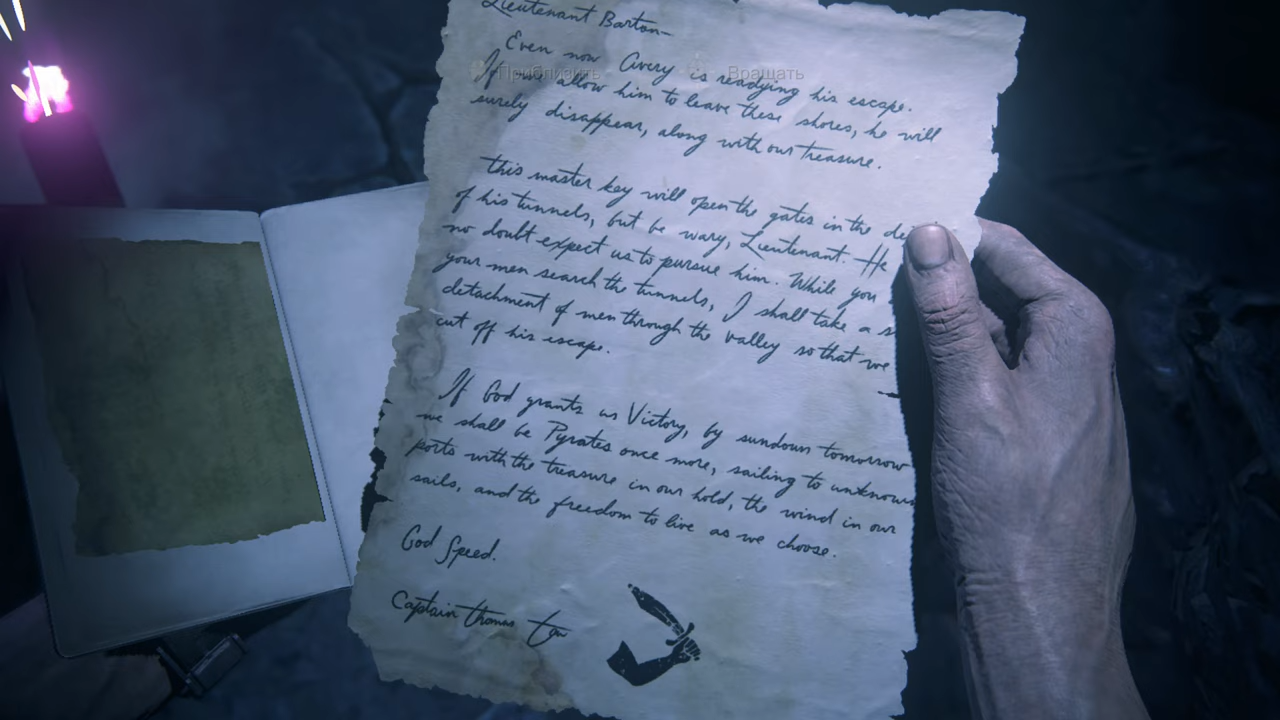 Lieutenant Barton-
Even now Avery is readying his escape.
If we allow him to leave these shores, he will
surely disappear, along with our treasure.
this master key will open the gates in the de
of his tunnels, but be wary, Lieutenant. He
no doubt expect us to pursue him. While you
your men search the tunnels, I shall take a s
detachment of men through the valley so that we
cut off his escape.
If God grants us Victory, by sundown tomorrow
we shall be Pyrates once more, sailing to unknown
ports with the treasure in our hold, the wind in our
sails, and the freedom to live as we choose.
God Speed.
Captain Thomas Tew
Приблизить Вращать